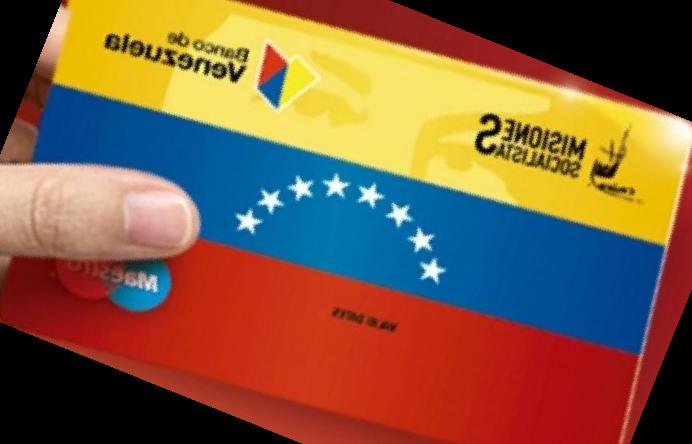 Banco de
Venezuela
MISIONES
SOCIALISTAS
Maestro
VALID DATES